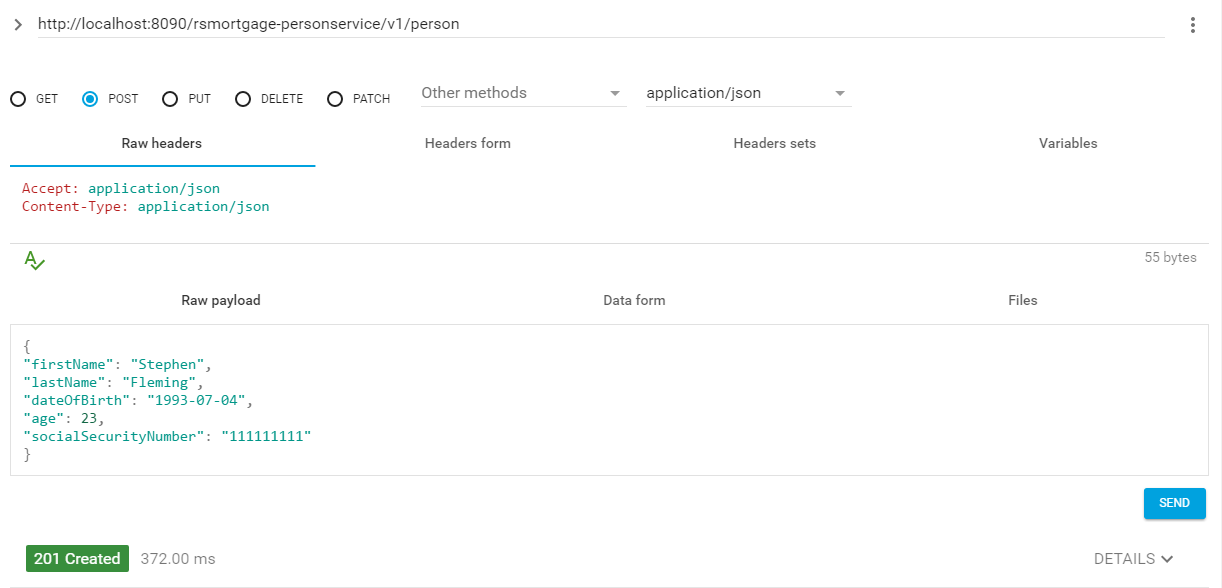 http://localhost:8090/rsmortgage-personservice/v1/person
GET POST PUT DELETE PATCH Other methods application/json
Raw headers Headers form Headers sets Variables
Accept: application/json
Content-Type: application/json
A 55 bytes
Raw payload Data form Files
{
"firstName": "Stephen",
"lastName": "Fleming",
"dateOfBirth": "1993-07-04",
"age": 23,
"socialSecurityNumber": "111111111"
}
SEND
201 Created 372.00 ms DETAILS